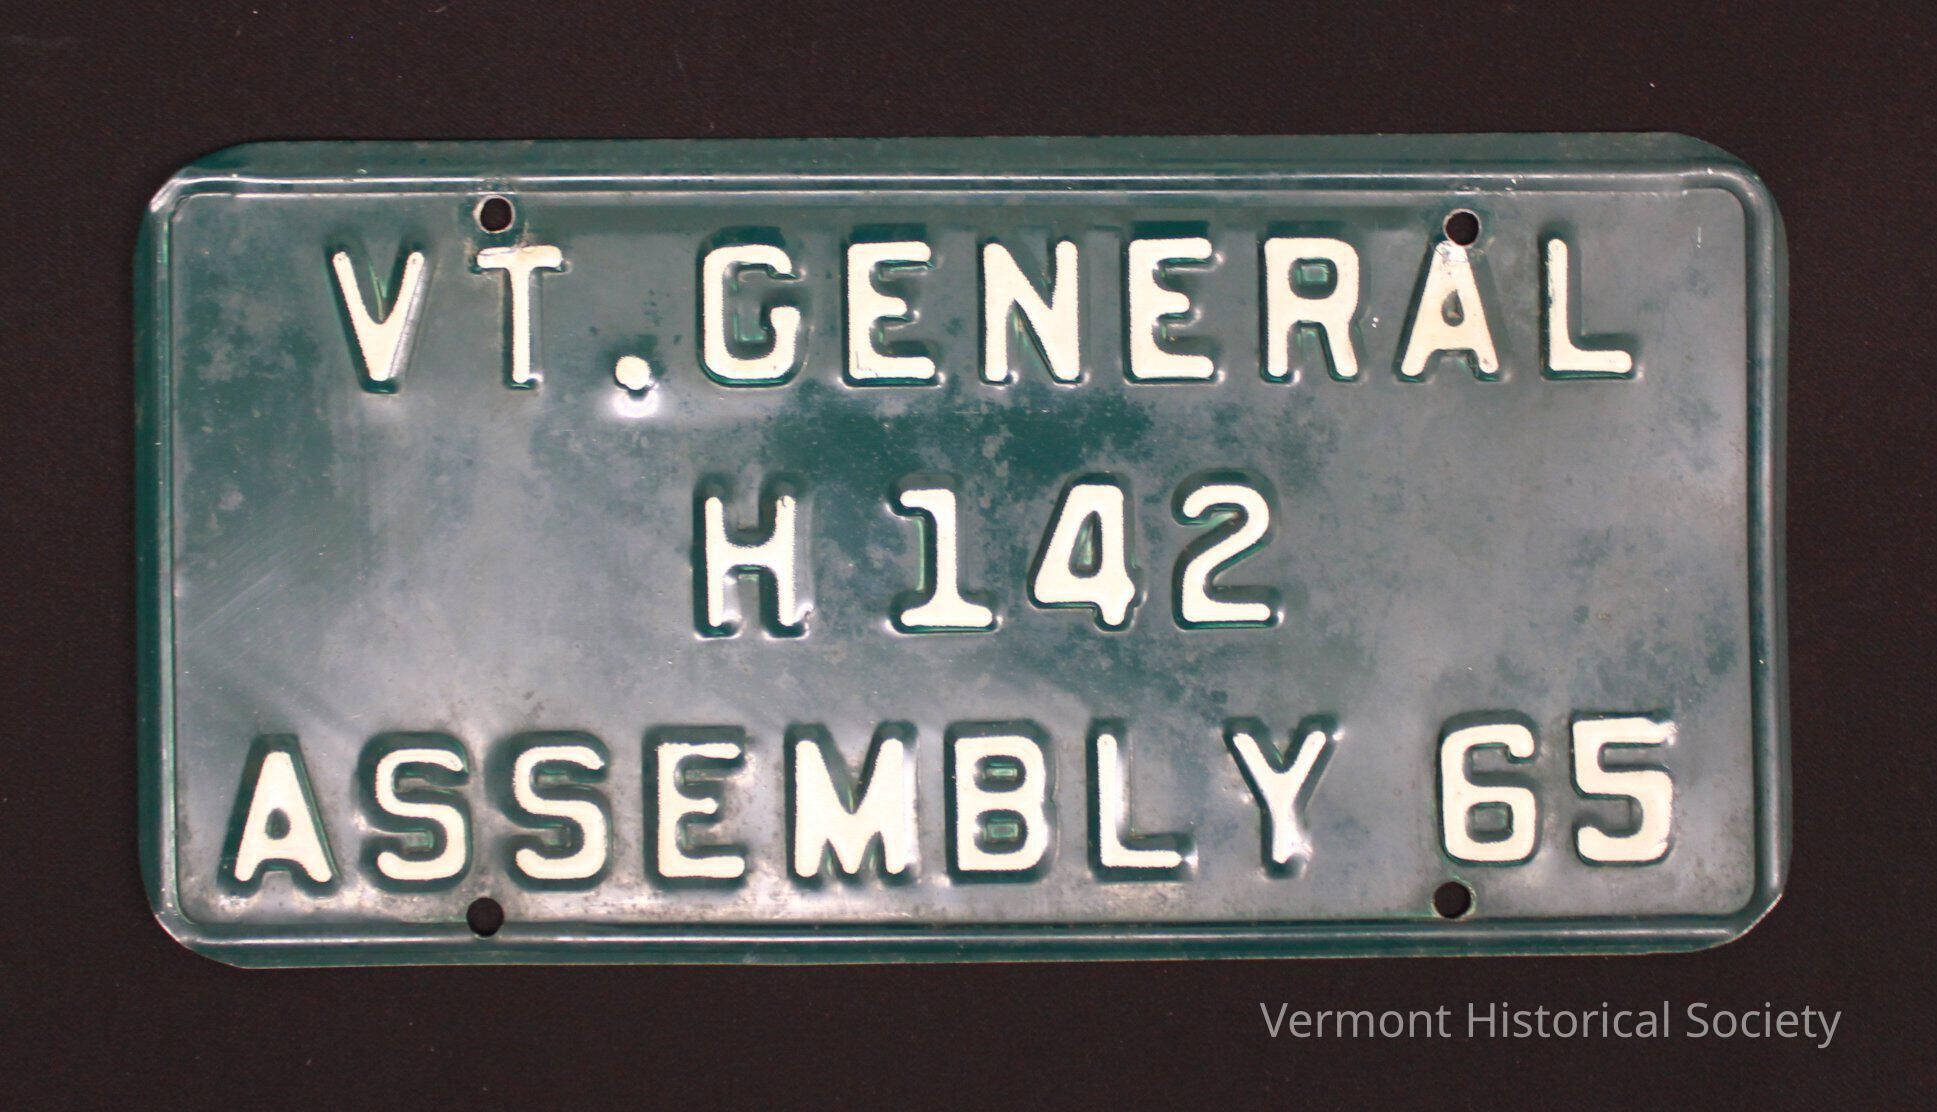 VT. GENERAL
H 142
ASSEMBLY 65
Vermont Historical Society